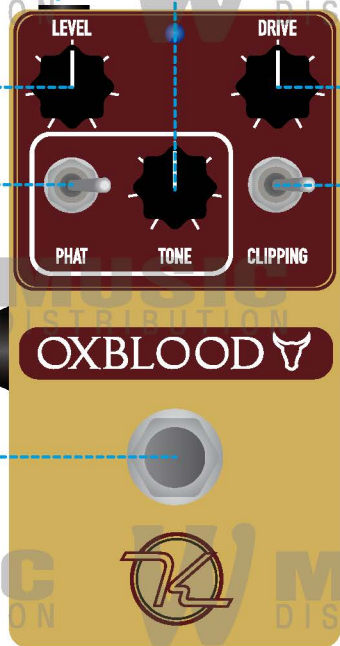 LEVEL
DRIVE
PHAT
TONE
CLIPPING
MUSIC
DISTRIBUTION
OXBLOOD